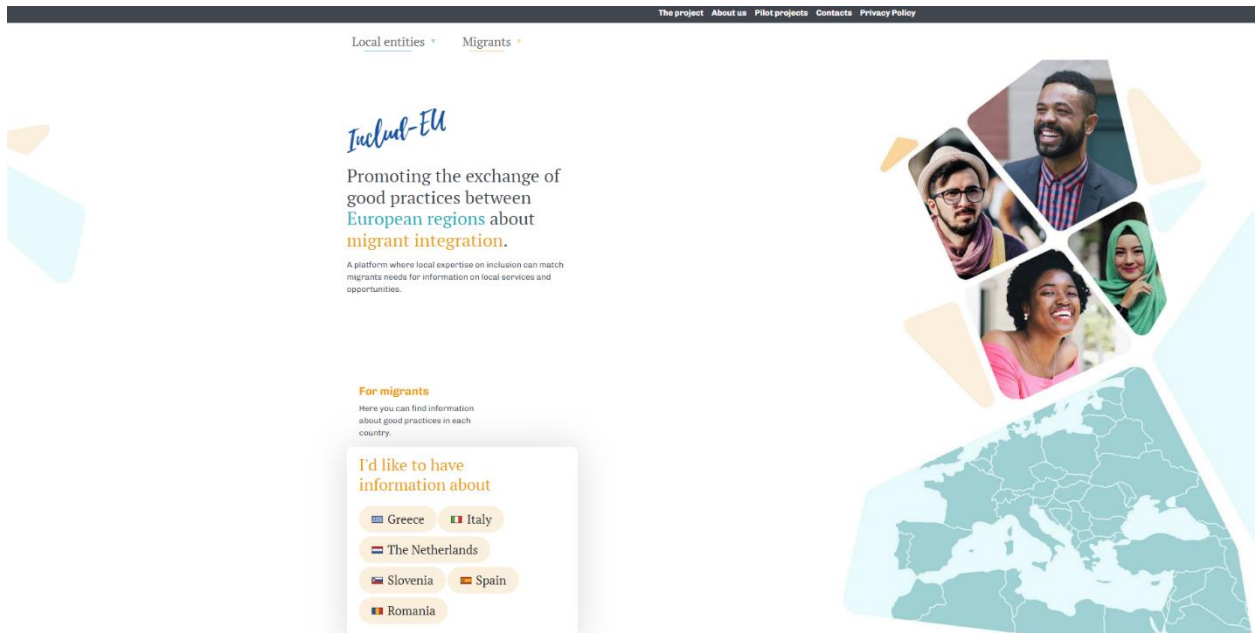 The project About us Pilot projects Contacts Privacy Policy
Local entities Migrants
Includ-EU
Promoting the exchange of
good practices between
European regions about
migrant integration.
A platform where local expertise on inclusion can match
migrants needs for information on local services and
opportunities.
For migrants
Here you can find information
about good practices in each
country.
I'd like to have
information about
Greece Italy
The Netherlands
Slovenia Spain
Romania